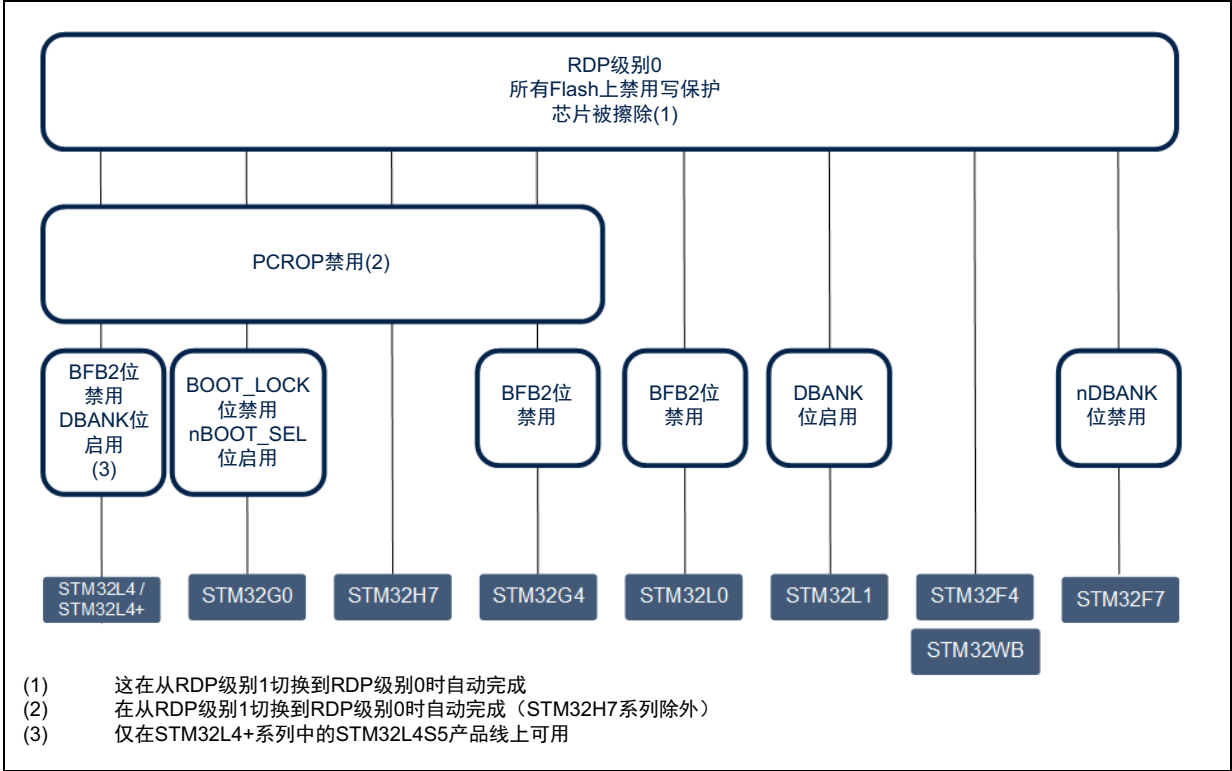 RDP级别0
所有Flash上禁用写保护
芯片被擦除(1)
PCROP禁用(2)
BFB2位
禁用
DBANK位
启用
(3)
BOOT_LOCK
位禁用
nBOOT_SEL
位启用
BFB2位
禁用
BFB2位
禁用
DBANK
位启用
nDBANK
位禁用
STM32L4 /
STM32L4+
STM32G0
STM32H7
STM32G4
STM32L0
STM32L1
STM32F4
STM32F7
STM32WB
(1) 这在从RDP级别1切换到RDP级别0时自动完成
(2) 在从RDP级别1切换到RDP级别0时自动完成（STM32H7系列除外）
(3) 仅在STM32L4+系列中的STM32L4S5产品线上可用